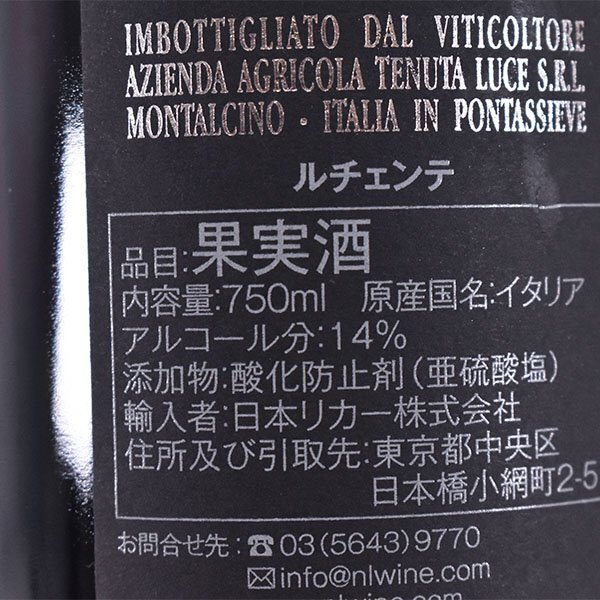 IMBOTTIGLIATO DAL VITICOLTORE
AZIENDA AGRICOLA TENUTA LUCE S.R.L.
MONTALCINO · ITALIA IN PONTASSIEVE
ルチェンテ
品目:果実酒
内容量:750ml 原産国名:イタリア
アルコール分:14%
添加物:酸化防止剤(亜硫酸塩)
輸入者:日本リカー株式会社
住所及び引取先:東京都中央区
日本橋小網町2-5
お問合せ先:☎03(5643)9770
✉info@nlwine.com